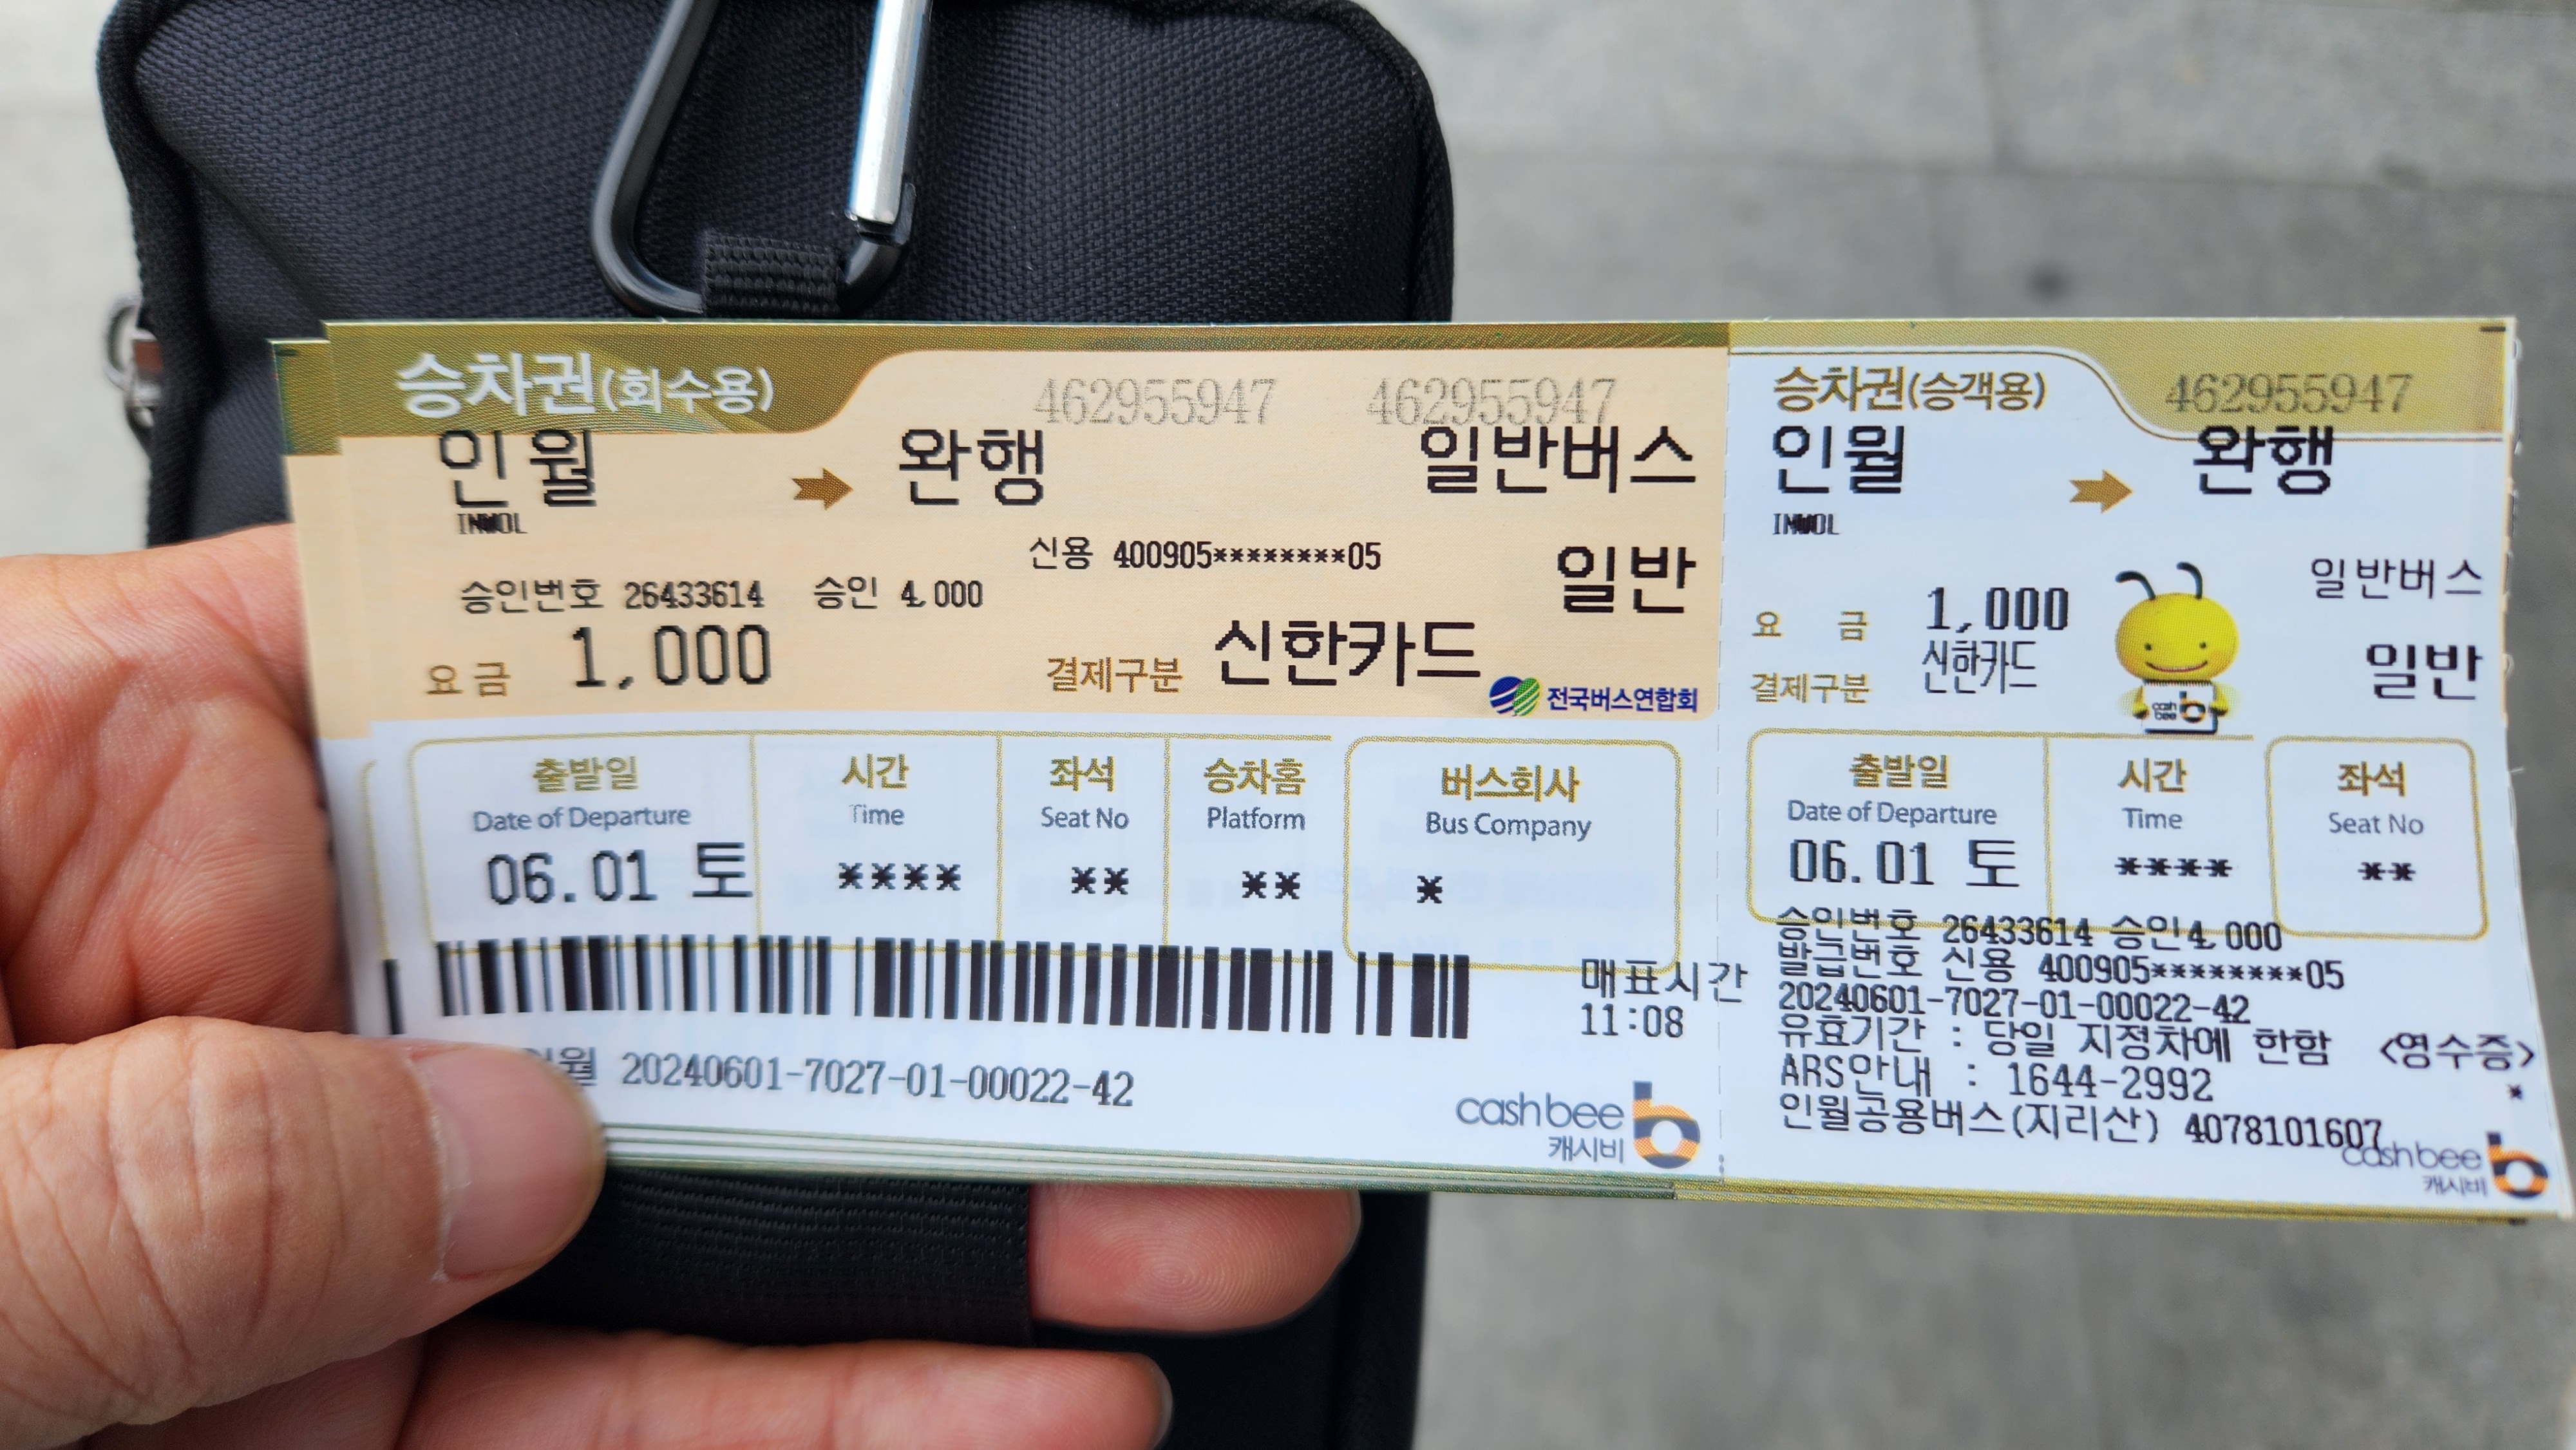 승차권(회수용)
462955947 462955947
인월 완행 일반버스
INWOL
신용 400905********05
일반
승인번호 26433614 승인 4,000
요금 1,000
결제구분 신한카드
전국버스연합회
출발일 시간 좌석 승차홈 버스회사
Date of Departure Time Seat No Platform Bus Company
06.01 토 **** ** ** *
매표시간
11:08
20240601-7027-01-00022-42
cashbee
캐시비
승차권(승객용) 462955947
인월 완행
INWOL
일반버스
요 금 1,000
결제구분 신한카드
일반
cash
bee
출발일 시간 좌석
Date of Departure Time Seat No
06.01 토 **** **
승인번호 26433614 승인4,000
발급번호 신용 400905********05
20240601-7027-01-00022-42
유효기간 : 당일 지정차에 한함 <영수증>
ARS안내 : 1644-2992 *
인월공용버스(지리산) 4078101607
cashbee
캐시비